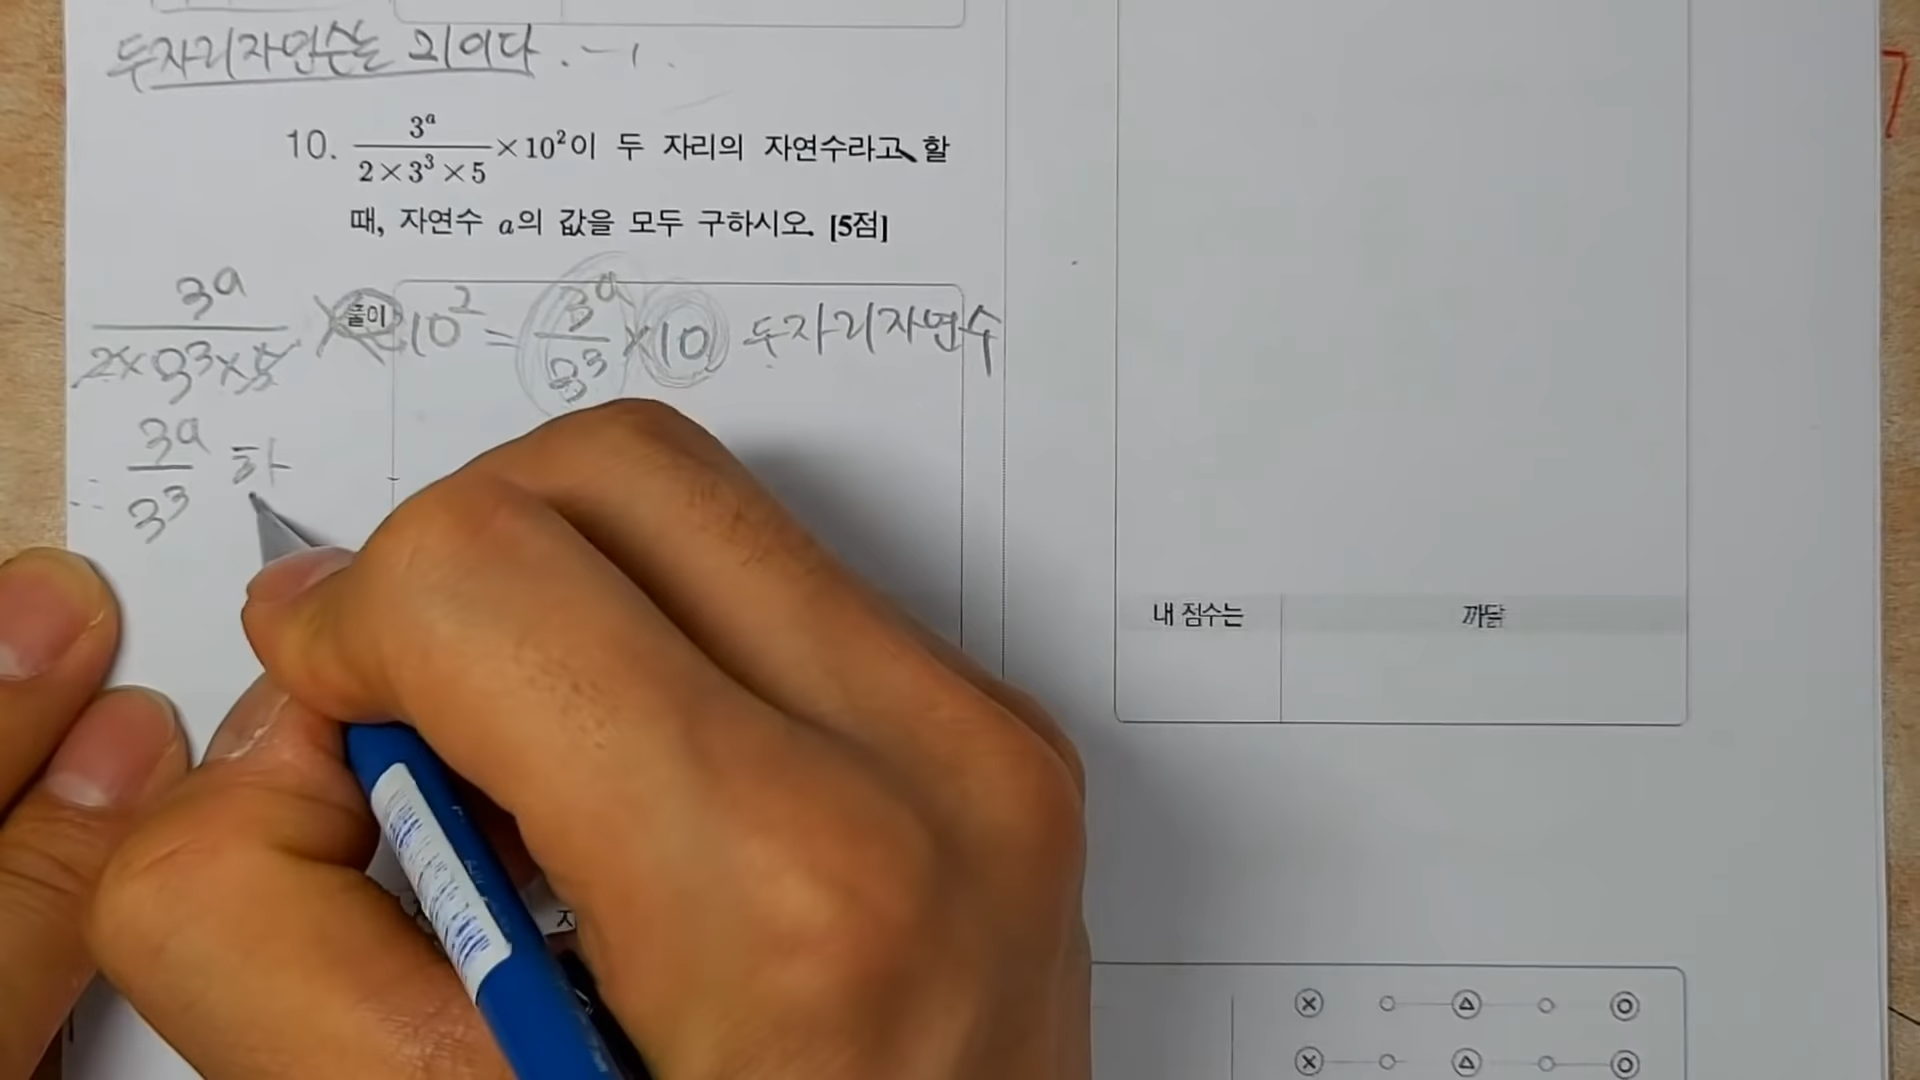 두자리자연수는 21이다. -1.
10. 3^a / (2×3^3×5) ×10^2이 두 자리의 자연수라고 할
때, 자연수 a의 값을 모두 구하시오. [5점]
풀이
3^a / (2×3^3×5) × 10^2 = 3^a / 3^3 ×10 두자리자연수
∴ 3^a / 3^3 하
내 점수는 까닭